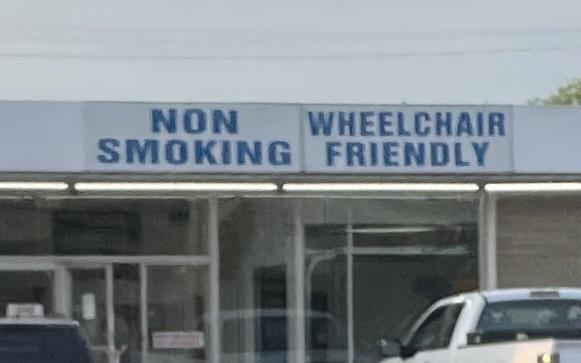 NON
SMOKING
WHEELCHAIR
FRIENDLY